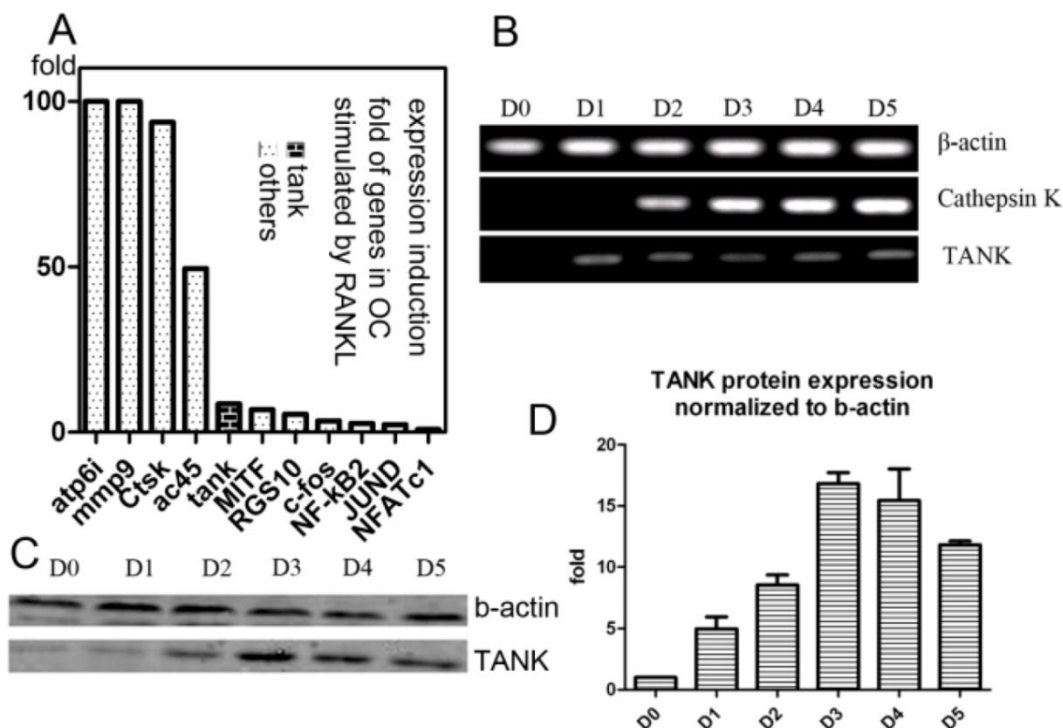 A
fold
100
50
0
expression induction
fold of genes in OC
stimulated by RANKL
tank
others
atp6i
mmp9
Ctsk
ac45
tank
MITF
RGS10
c-fos
NF-kB2
JUND
NFATc1
B
D0 D1 D2 D3 D4 D5
β-actin
Cathepsin K
TANK
C
D0 D1 D2 D3 D4 D5
b-actin
TANK
D
TANK protein expression
normalized to b-actin
fold
20
15
10
5
0
D0 D1 D2 D3 D4 D5